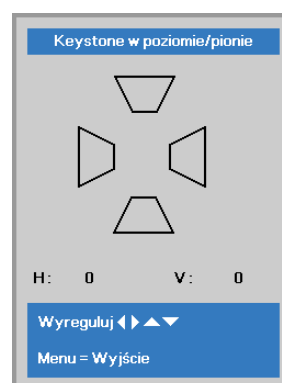 Keystone w poziomie/pionie
H: 0 V: 0
Wyreguluj ◀▶▲▼
Menu = Wyjście